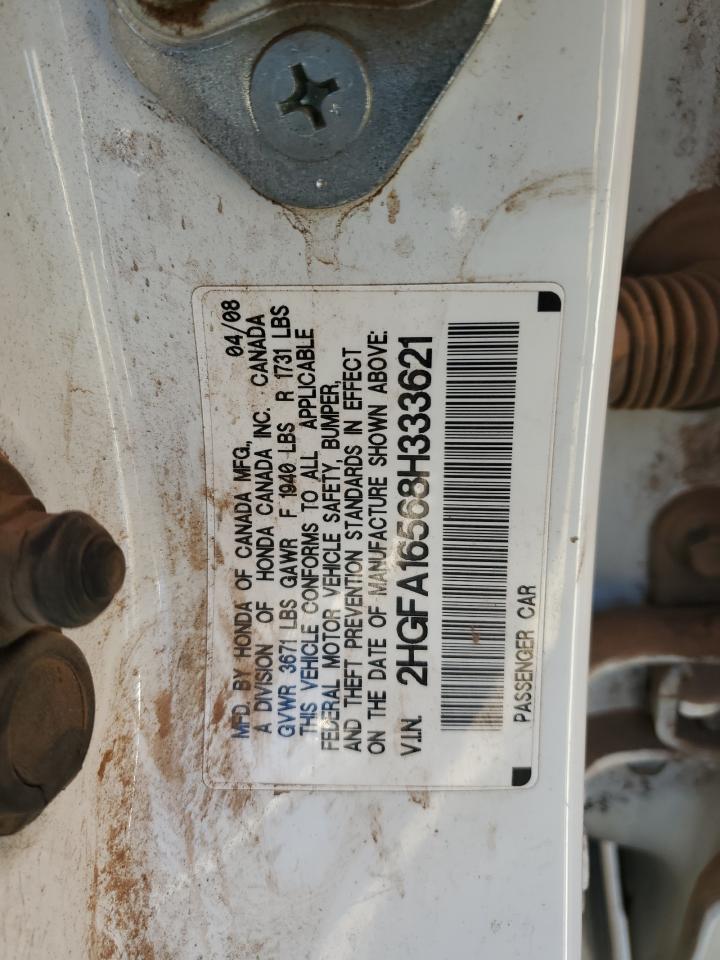 MFD. BY HONDA OF CANADA MFG., 04/08
A DIVISION OF HONDA CANADA INC. CANADA
GVWR 3671 LBS GAWR F 1940 LBS R 1731 LBS
THIS VEHICLE CONFORMS TO ALL APPLICABLE
FEDERAL MOTOR VEHICLE SAFETY, BUMPER,
AND THEFT PREVENTION STANDARDS IN EFFECT
ON THE DATE OF MANUFACTURE SHOWN ABOVE:
V.I.N. 2HGFA16568H333621
PASSENGER CAR